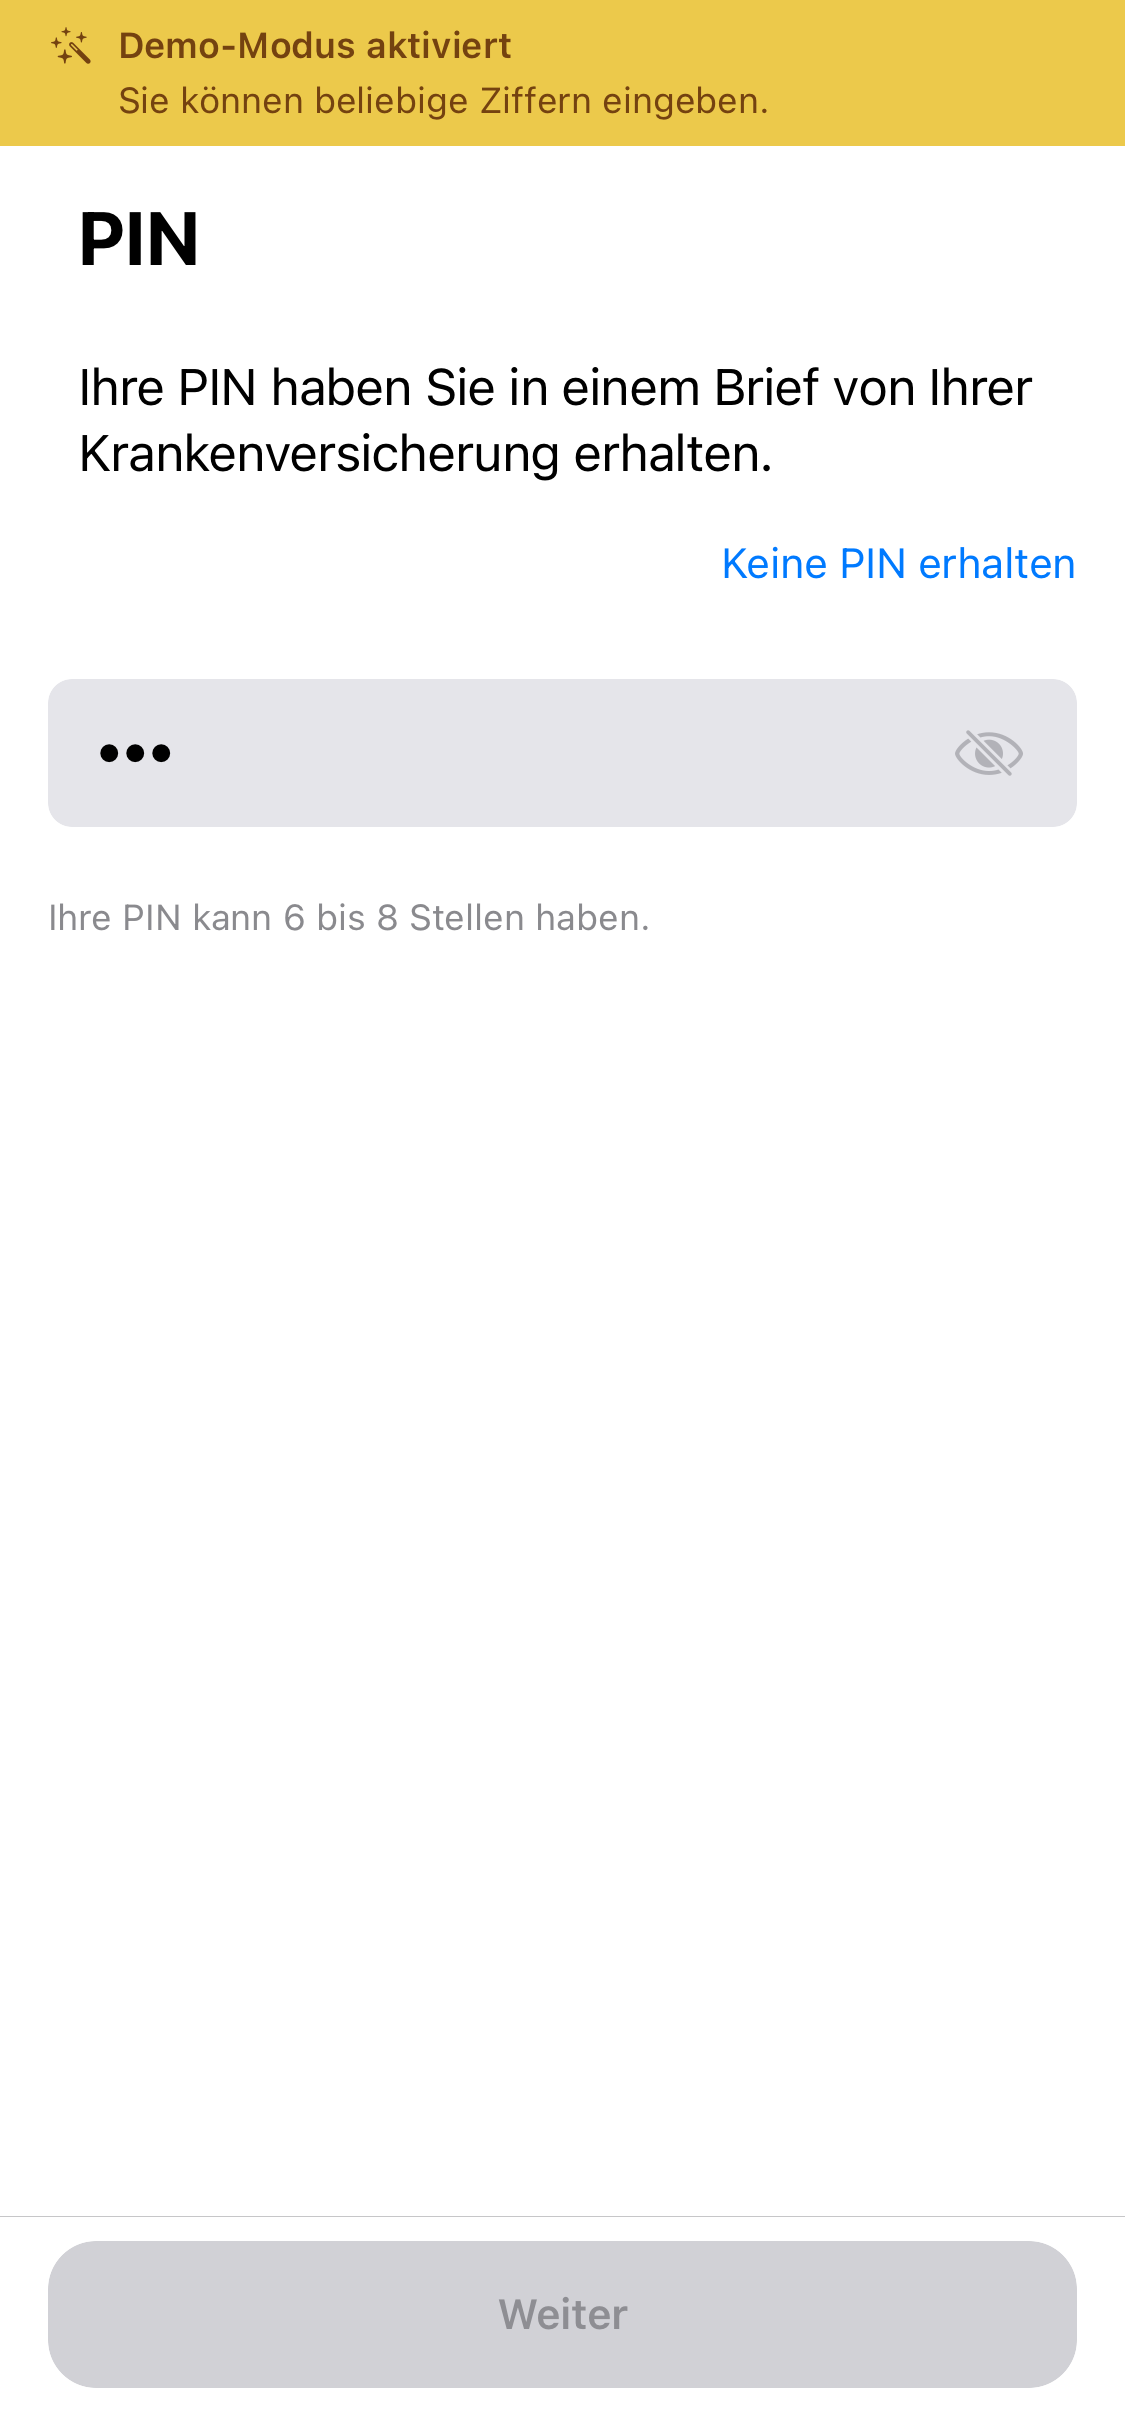 Demo-Modus aktiviert
Sie können beliebige Ziffern eingeben.
PIN
Ihre PIN haben Sie in einem Brief von Ihrer
Krankenversicherung erhalten.
Keine PIN erhalten
•••
Ihre PIN kann 6 bis 8 Stellen haben.
Weiter